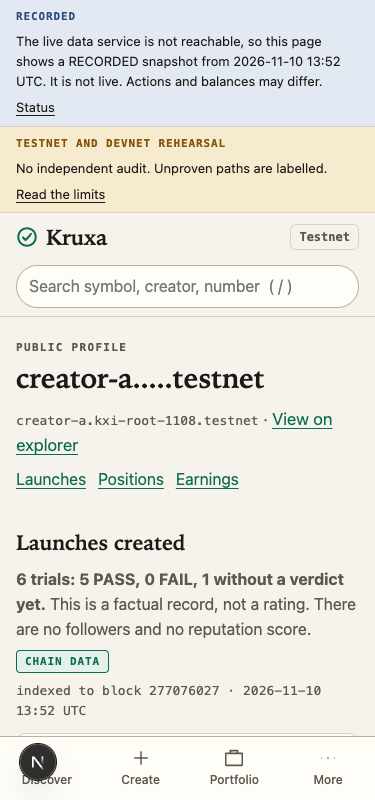 RECORDED
The live data service is not reachable, so this page
shows a RECORDED snapshot from 2026-11-10 13:52
UTC. It is not live. Actions and balances may differ.
Status
TESTNET AND DEVNET REHEARSAL
No independent audit. Unproven paths are labelled.
Read the limits
Kruxa
Testnet
Search symbol, creator, number ( / )
PUBLIC PROFILE
creator-a.....testnet
creator-a.kxi-root-1108.testnet · View on
explorer
Launches Positions Earnings
Launches created
6 trials: 5 PASS, 0 FAIL, 1 without a verdict
yet. This is a factual record, not a rating. There
are no followers and no reputation score.
CHAIN DATA
indexed to block 277076027 · 2026-11-10
13:52 UTC
N
Discover Create Portfolio More